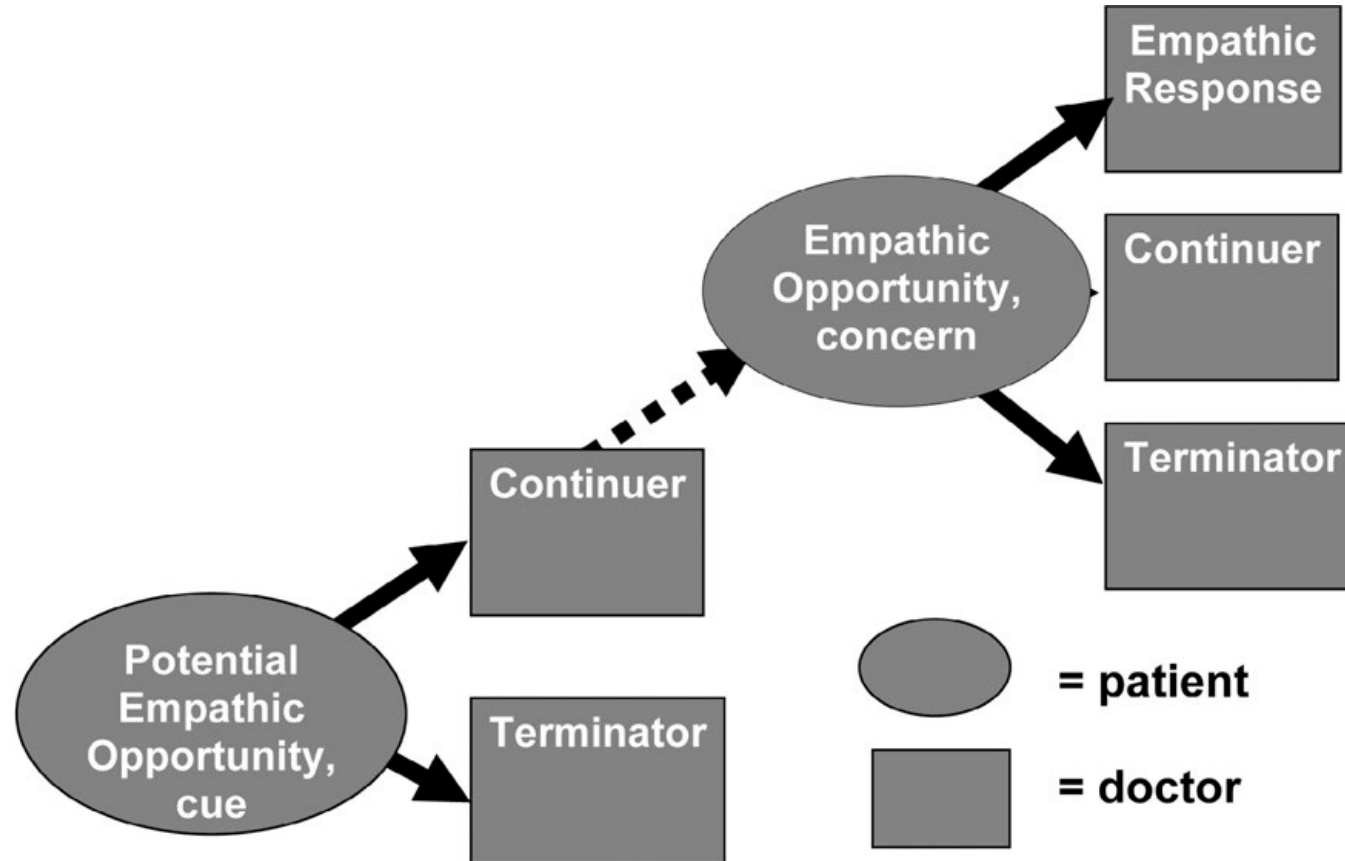 Empathic
Response
Empathic
Opportunity,
concern
Continuer
Terminator
Continuer
Potential
Empathic
Opportunity,
cue
Terminator
= patient
= doctor